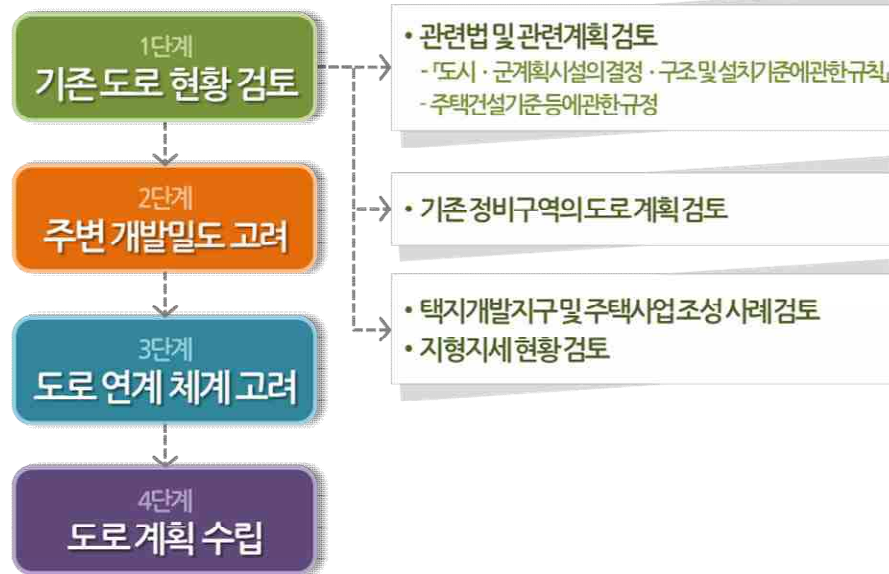 1단계
기존 도로 현황 검토
• 관련법 및 관련계획 검토
- 「도시 · 군계획시설의 결정 · 구조 및 설치기준에 관한 규칙」
- 주택건설기준 등에 관한 규정
2단계
주변 개발밀도 고려
• 기존 정비구역의 도로 계획 검토
3단계
도로 연계 체계 고려
• 택지개발지구 및 주택사업 조성 사례 검토
• 지형지세 현황 검토
4단계
도로 계획 수립